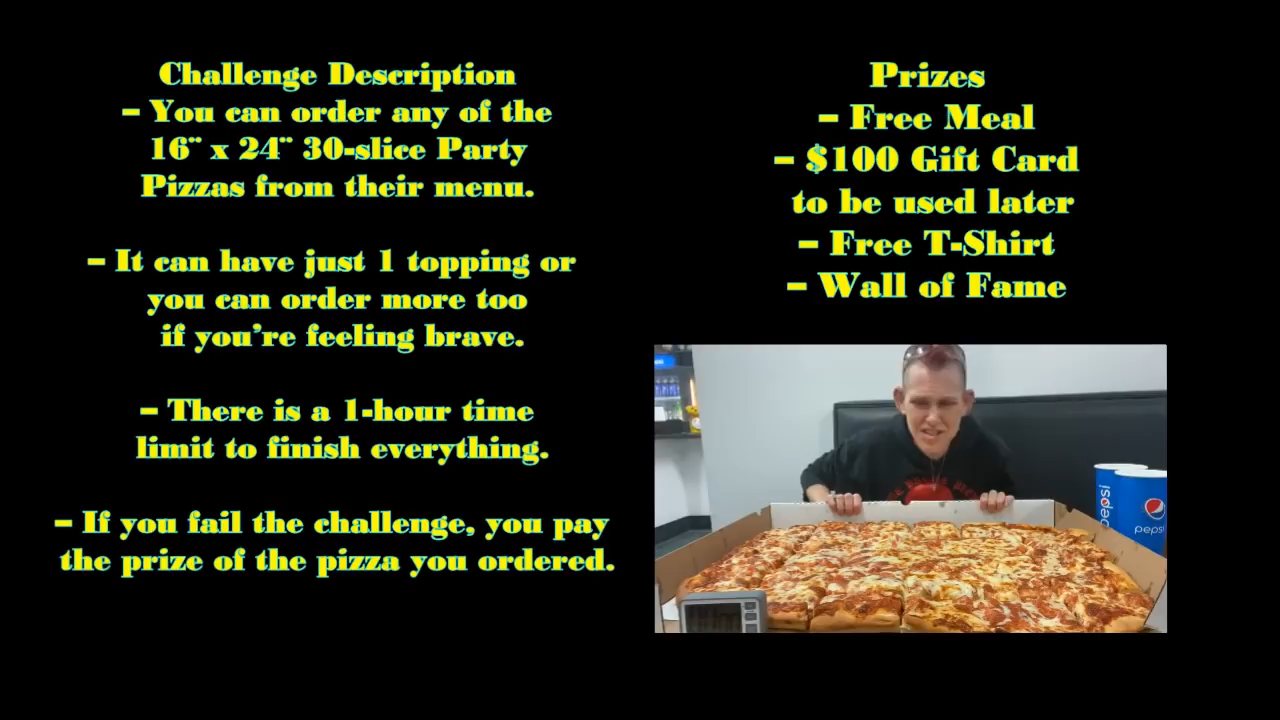 Challenge Description
– You can order any of the
16¨ x 24¨ 30-slice Party
Pizzas from their menu.
– It can have just 1 topping or
you can order more too
if you're feeling brave.
– There is a 1-hour time
limit to finish everything.
– If you fail the challenge, you pay
the prize of the pizza you ordered.
Prizes
– Free Meal
– $100 Gift Card
to be used later
– Free T-Shirt
– Wall of Fame
pepsi
pepsi